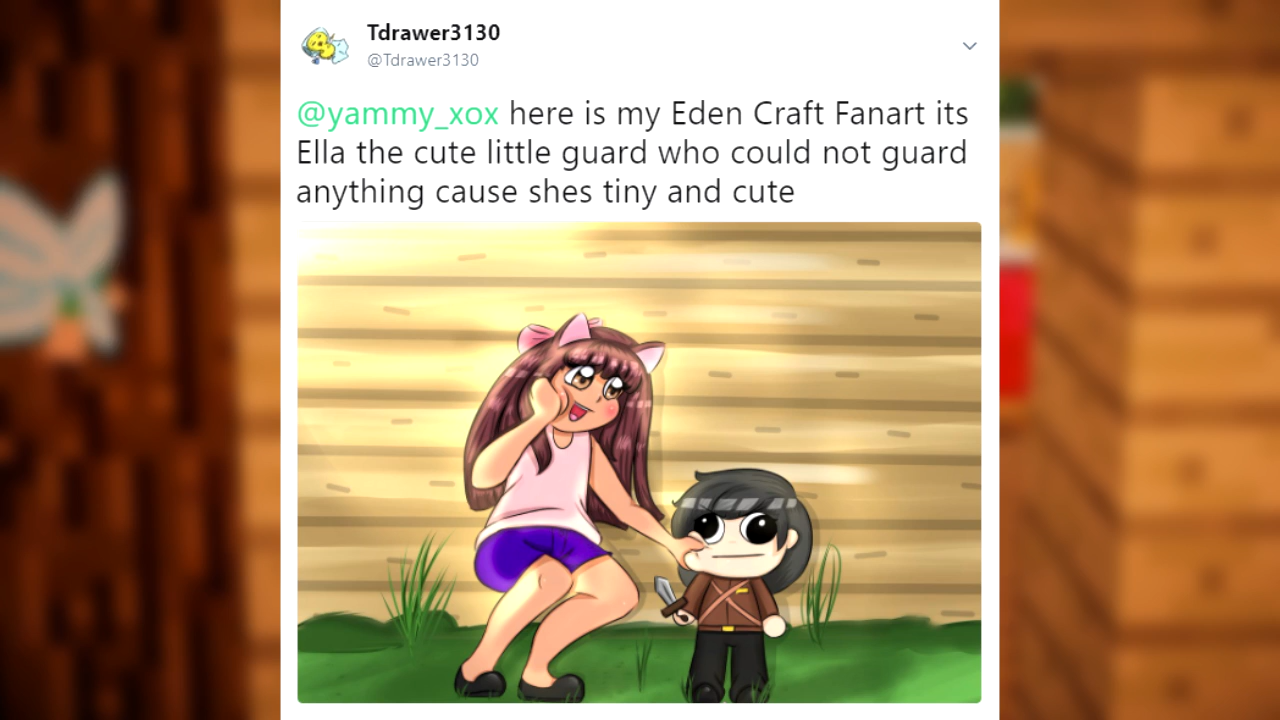 Tdrawer3130
@Tdrawer3130
@yammy_xox here is my Eden Craft Fanart its
Ella the cute little guard who could not guard
anything cause shes tiny and cute